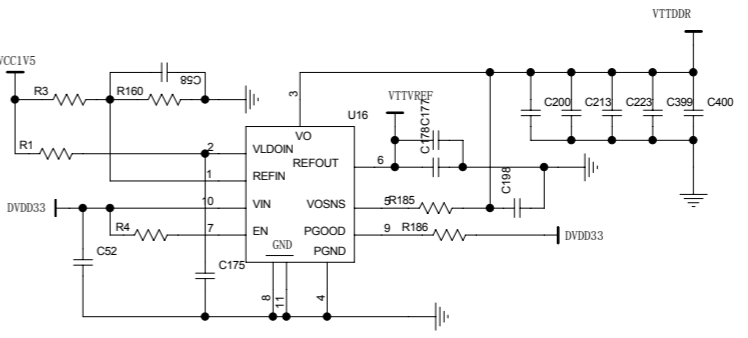 VTTDDR
VCC1V5
C58
R3
R160
3
VTTVREF
C177
C178
C200
C213
C223
C399
C400
U16
VO
R1
2
VLDOIN
REFOUT
6
1
REFIN
C198
DVDD33
10
VIN
VOSNS
5
R185
R4
7
EN
PGOOD
9
R186
DVDD33
GND
PGND
C52
C175
8
11
4